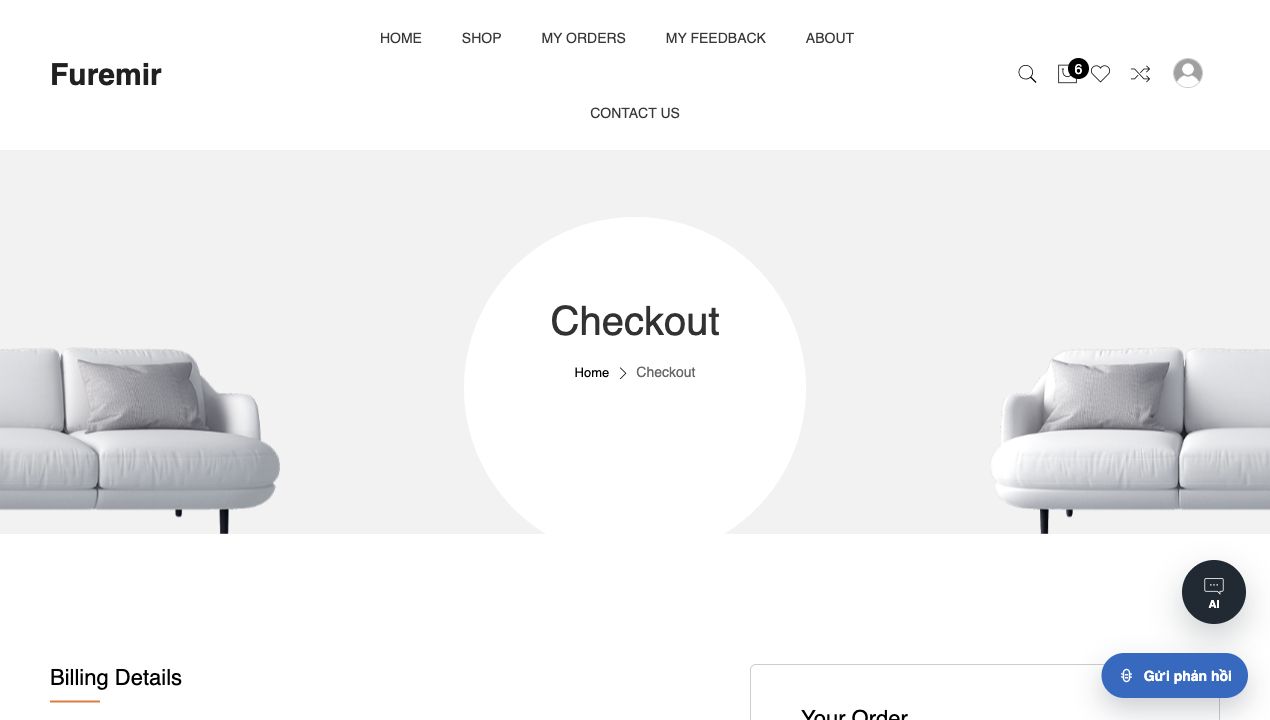 HOME SHOP MY ORDERS MY FEEDBACK ABOUT
Furemir
6
CONTACT US
Checkout
Home Checkout
AI
Billing Details
Gửi phản hồi
Your Order